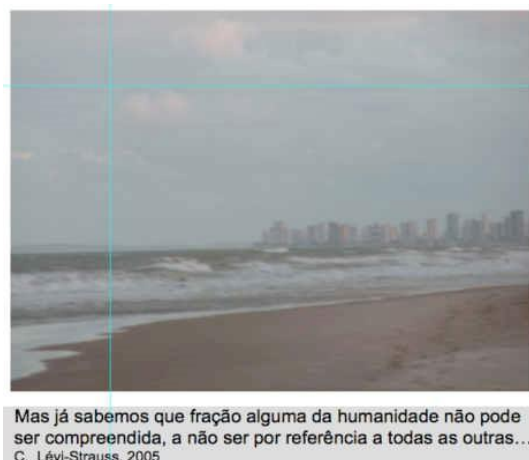 Mas já sabemos que fração alguma da humanidade não pode
ser compreendida, a não ser por referência a todas as outras...
C. Lévi-Strauss, 2005